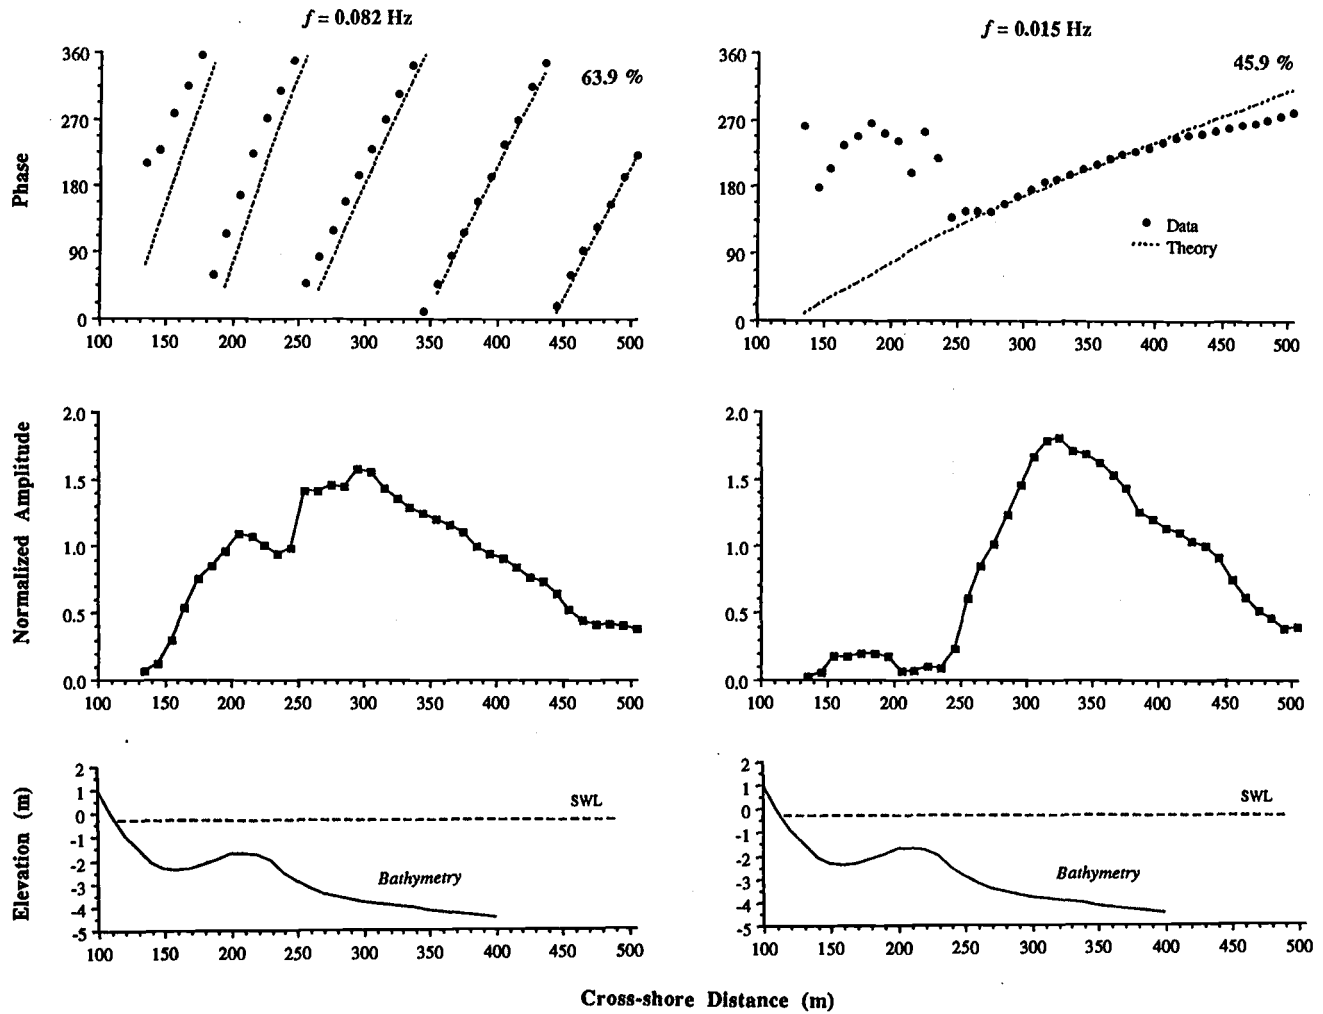 f = 0.082 Hz
f = 0.015 Hz
Phase
360
270
180
90
0
63.9 %
100 150 200 250 300 350 400 450 500
360
270
180
90
0
45.9 %
Data
Theory
100 150 200 250 300 350 400 450 500
Normalized Amplitude
2.0
1.5
1.0
0.5
0.0
100 150 200 250 300 350 400 450 500
2.0
1.5
1.0
0.5
0.0
100 150 200 250 300 350 400 450 500
Elevation (m)
2
1
0
-1
-2
-3
-4
-5
SWL
Bathymetry
100 150 200 250 300 350 400 450 500
2
1
0
-1
-2
-3
-4
-5
SWL
Bathymetry
100 150 200 250 300 350 400 450 500
Cross-shore Distance (m)